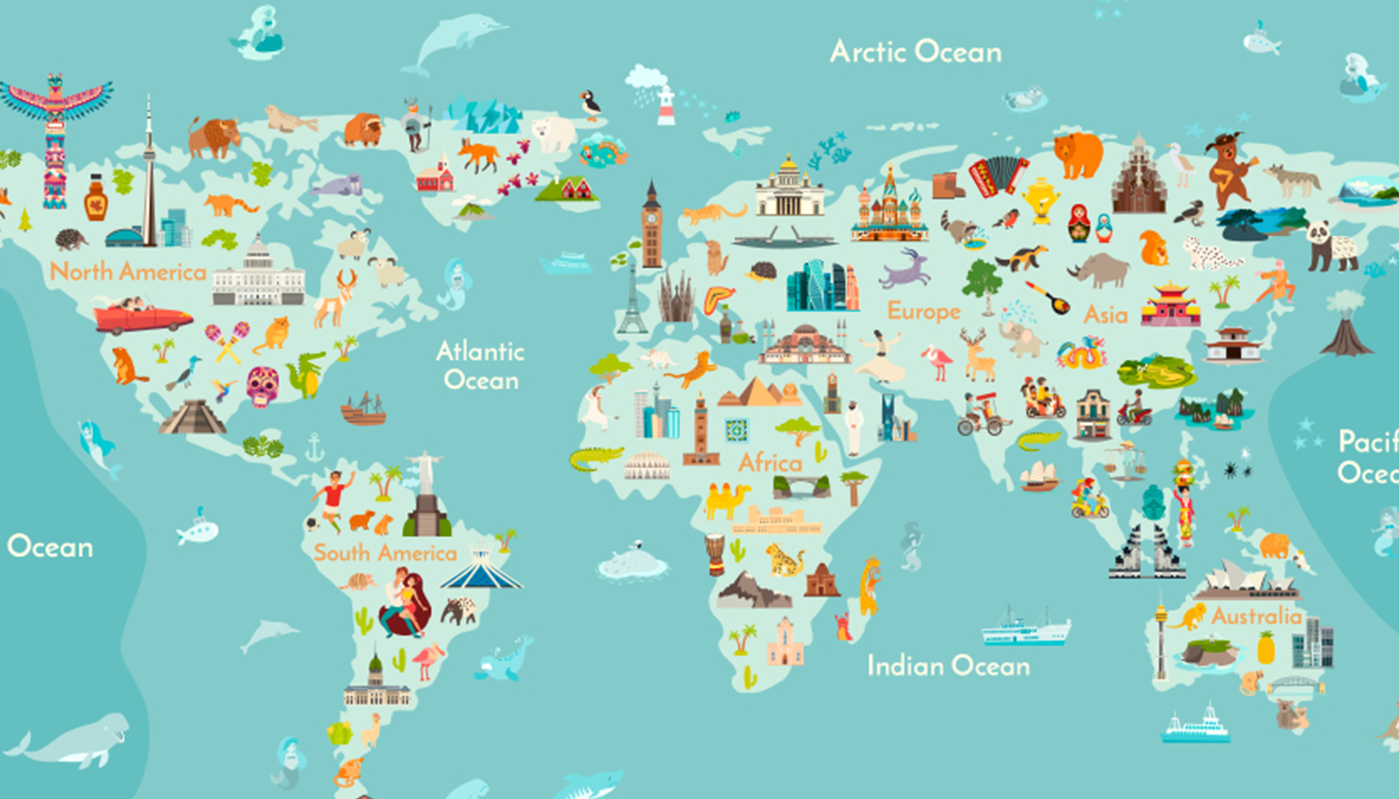 Arctic Ocean
North America
Europe
Asia
Atlantic
Ocean
Africa
Pacif
Ocea
Ocean
South America
Australia
Indian Ocean